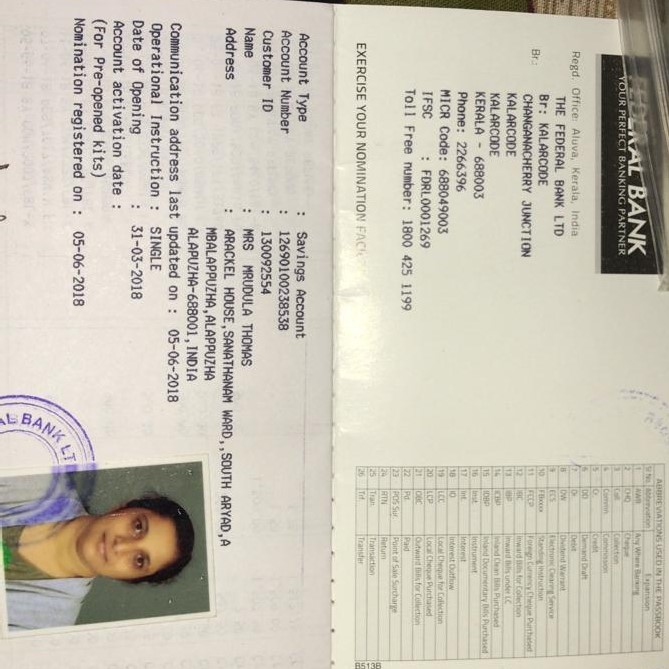 FEDERAL BANK
YOUR PERFECT BANKING PARTNER
Regd. Office: Aluva, Kerala, India
THE FEDERAL BANK LTD
Br.: Br: KALARCODE
CHANGANACHERRY JUNCTION
KALARCODE
KALARCODE
KERALA - 688003
Phone: 2266396
MICR Code: 688049003
IFSC : FDRL0001269
Toll Free number: 1800 425 1199
EXERCISE YOUR NOMINATION FACIL
ABBREVIATIONS USED IN THE PASSBOOK
Sl No. Abbreviation Expansion
1 AWB Any Where Banking
2 CHQ Cheque
3 Coll. Collection
4 Commn. Commission
5 Cr. Credit
6 DD Demand Draft
7 Dr. Debit
8 DW Dividend Warrant
9 ECS Electronic Clearing Service
10 FBxxxx Standing Instruction
11 FCCP Foreign Currency Cheque Purchased
12 IBC Inward Bills for Collection
13 IBP Inward Bills under LC
14 ICBP Inland Clean Bills Purchased
15 IDBP Inland Documentary Bills Purchased
16 Inst. Instrument
17 Int. Interest
18 IO Interest Outflow
19 LCC Local Cheque for Collection
20 LCP Local Cheque Purchased
21 OBC Outward Bills for Collection
22 Pd. Paid
23 POS Sur. Point of Sale Surcharge
24 RTN Return
25 Tran. Transaction
26 Trf. Transfer
B513B
Account Type : Savings Account
Account Number : 12690100238538
Customer ID : 130092554
Name : MRS MRUDULA THOMAS
Address : ARACKEL HOUSE,SANATHANAM WARD,,SOUTH ARYAD,A
MBALAPPUZHA,ALAPPUZHA
ALAPUZHA-688001,INDIA
Communication address last updated on : 05-06-2018
Operational Instruction : SINGLE
Date of Opening : 31-03-2018
Account activation date :
(For Pre-opened kits)
Nomination registered on : 05-06-2018
AL BANK LT